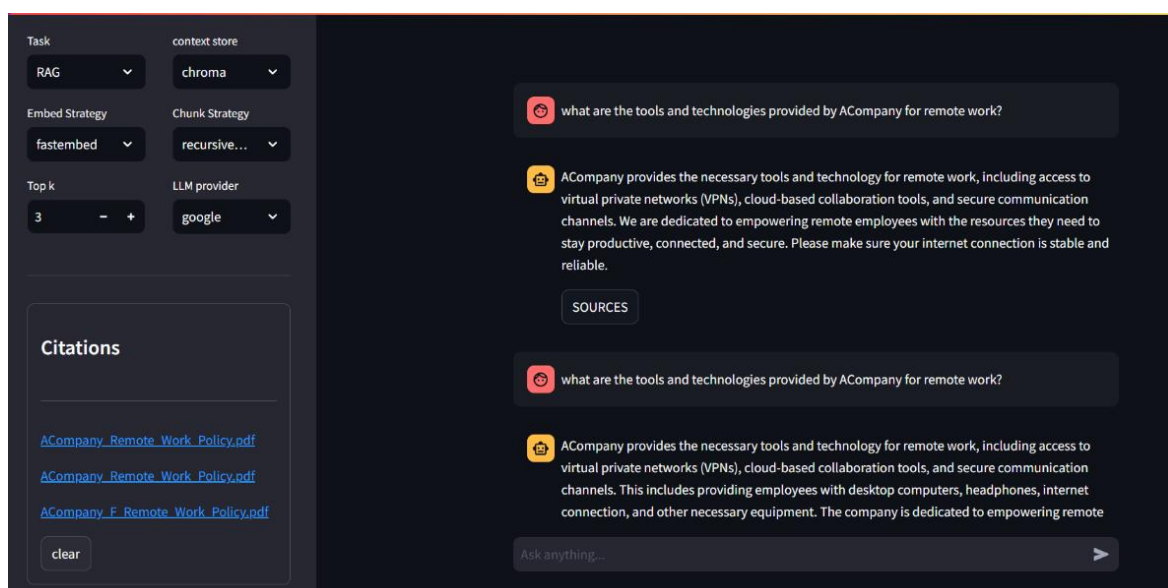 Task
context store
RAG
chroma
Embed Strategy
Chunk Strategy
fastembed
recursive...
Top k
LLM provider
3 - +
google
Citations
ACompany_Remote_Work_Policy.pdf
ACompany_Remote_Work_Policy.pdf
ACompany_F_Remote_Work_Policy.pdf
clear
what are the tools and technologies provided by ACompany for remote work?
ACompany provides the necessary tools and technology for remote work, including access to
virtual private networks (VPNs), cloud-based collaboration tools, and secure communication
channels. We are dedicated to empowering remote employees with the resources they need to
stay productive, connected, and secure. Please make sure your internet connection is stable and
reliable.
SOURCES
what are the tools and technologies provided by ACompany for remote work?
ACompany provides the necessary tools and technology for remote work, including access to
virtual private networks (VPNs), cloud-based collaboration tools, and secure communication
channels. This includes providing employees with desktop computers, headphones, internet
connection, and other necessary equipment. The company is dedicated to empowering remote
Ask anything...